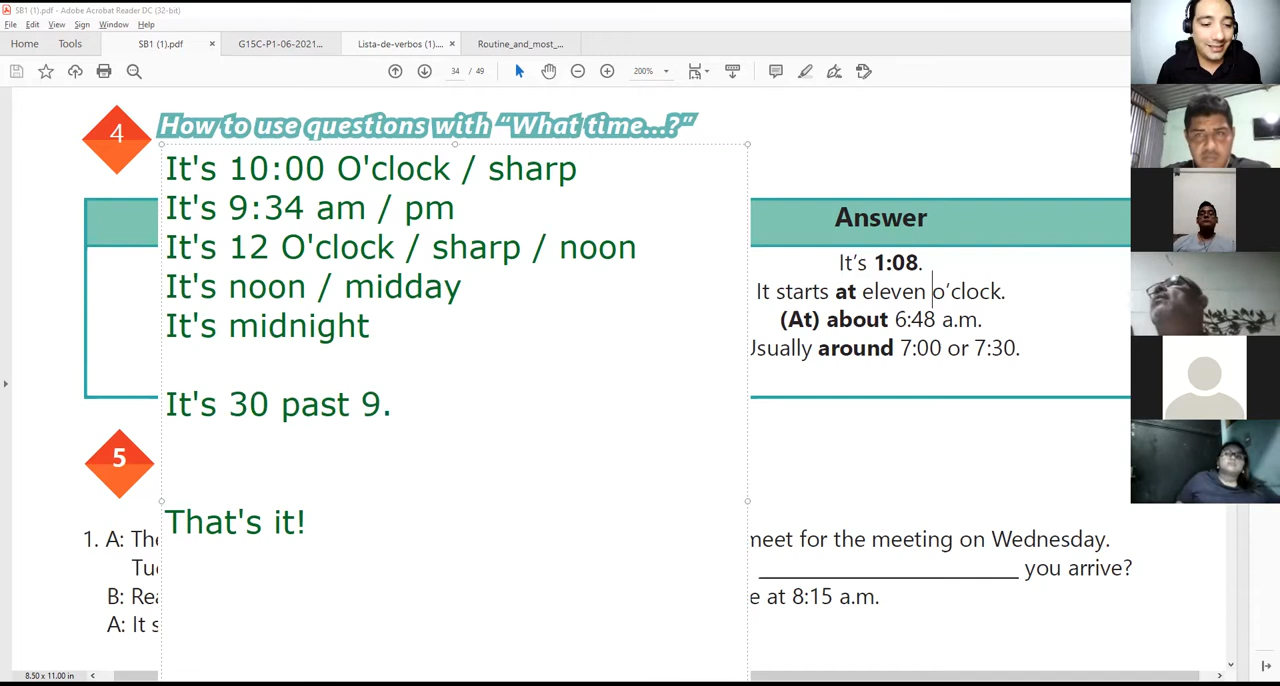 SB1 (1).pdf - Adobe Acrobat Reader DC (32-bit)
File Edit View Sign Window Help
Home Tools SB1 (1).pdf × G15C-P1-06-2021... Lista-de-verbos (1).... × Routine_and_most_...
34 / 49 200%
4
How to use questions with “What time...?”
It's 10:00 O'clock / sharp
It's 9:34 am / pm
It's 12 O'clock / sharp / noon
It's noon / midday
It's midnight
It's 30 past 9.
That's it!
Answer
It’s 1:08.
It starts at eleven o’clock.
(At) about 6:48 a.m.
Usually around 7:00 or 7:30.
5
1. A: The meet for the meeting on Wednesday.
Tue ____________________ you arrive?
B: Rea e at 8:15 a.m.
A: It s
8.50 x 11.00 in